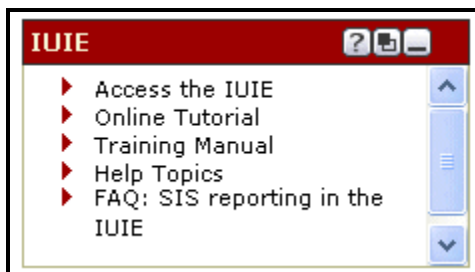 IUIE
Access the IUIE
Online Tutorial
Training Manual
Help Topics
FAQ: SIS reporting in the
IUIE